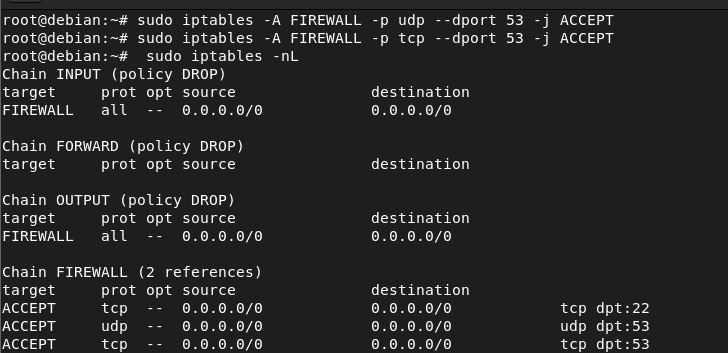 root@debian:~# sudo iptables -A FIREWALL -p udp --dport 53 -j ACCEPT
root@debian:~# sudo iptables -A FIREWALL -p tcp --dport 53 -j ACCEPT
root@debian:~#  sudo iptables -nL
Chain INPUT (policy DROP)
target     prot opt source               destination
FIREWALL   all  --  0.0.0.0/0            0.0.0.0/0

Chain FORWARD (policy DROP)
target     prot opt source               destination

Chain OUTPUT (policy DROP)
target     prot opt source               destination
FIREWALL   all  --  0.0.0.0/0            0.0.0.0/0

Chain FIREWALL (2 references)
target     prot opt source               destination
ACCEPT     tcp  --  0.0.0.0/0            0.0.0.0/0            tcp dpt:22
ACCEPT     udp  --  0.0.0.0/0            0.0.0.0/0            udp dpt:53
ACCEPT     tcp  --  0.0.0.0/0            0.0.0.0/0            tcp dpt:53